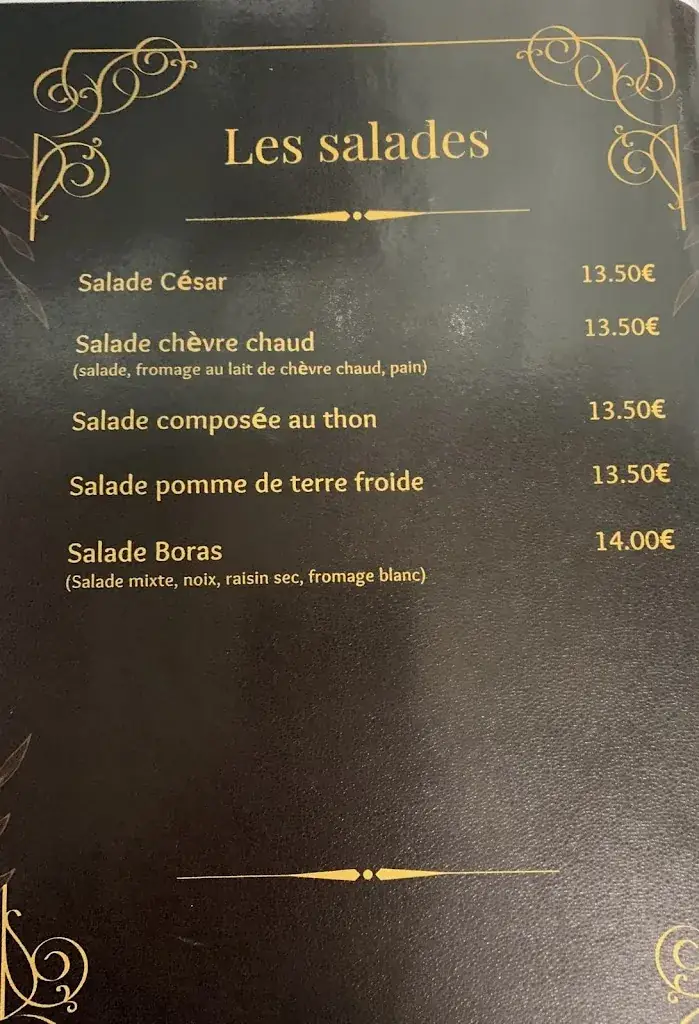 Les salades
Salade César 13.50€
Salade chèvre chaud 13.50€
(salade, fromage au lait de chèvre chaud, pain)
Salade composée au thon 13.50€
Salade pomme de terre froide 13.50€
Salade Boras 14.00€
(Salade mixte, noix, raisin sec, fromage blanc)